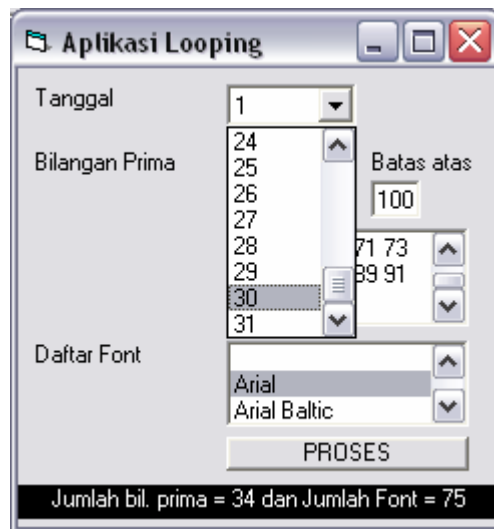 Aplikasi Looping
Tanggal
1
24
Bilangan Prima
25
Batas atas
26
100
27
28
71 73
29
89 91
30
31
Daftar Font
Arial
Arial Baltic
PROSES
Jumlah bil. prima = 34 dan Jumlah Font = 75